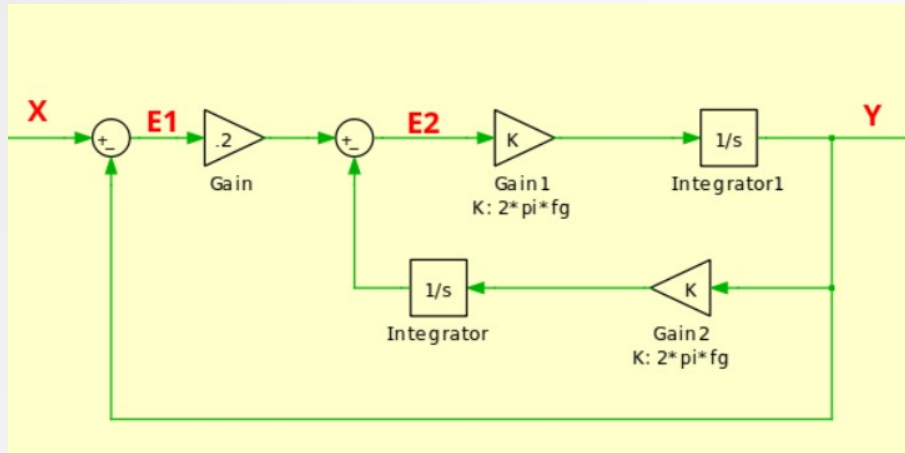 X
E1
E2
Y
+
-
.2
+
-
K
1/s
Gain
Gain1
Integrator1
K: 2*pi*fg
1/s
K
Integrator
Gain2
K: 2*pi*fg